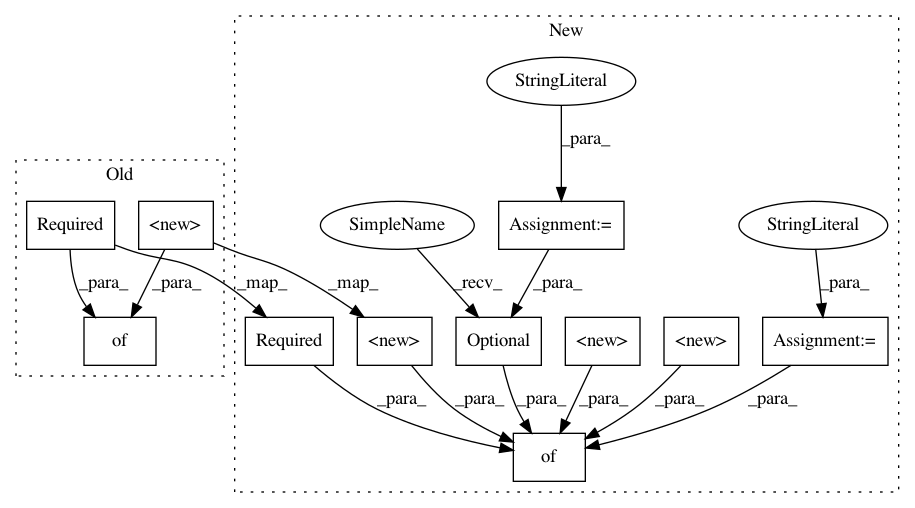 New
StringLiteral
_para_
Old
Required
<new>
SimpleName
Assignment:=
StringLiteral
_para_
_para_
_map_
_map_
_recv_
_para_
_para_
of
Required
<new>
Optional
<new>
<new>
Assignment:=
_para_
_para_
_para_
_para_
_para_
_para_
of